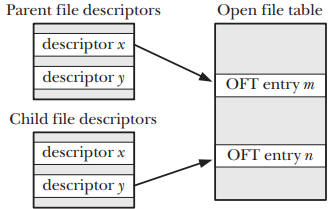 Parent file descriptors
Open file table
descriptor x
descriptor y
OFT entry m
Child file descriptors
descriptor x
OFT entry n
descriptor y